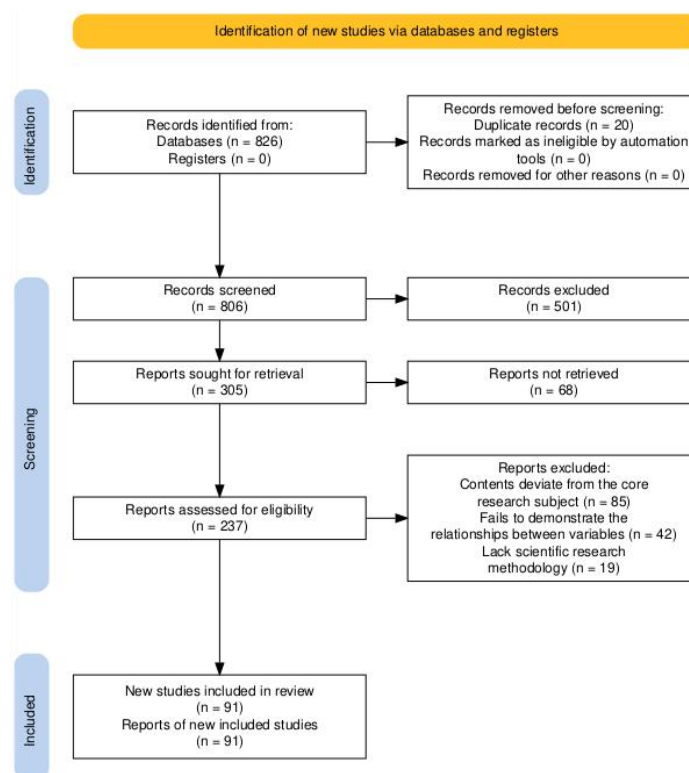 Identification of new studies via databases and registers
Identification
Records identified from:
Databases (n = 826)
Registers (n = 0)
Records removed before screening:
Duplicate records (n = 20)
Records marked as ineligible by automation
tools (n = 0)
Records removed for other reasons (n = 0)
Screening
Records screened
(n = 806)
Records excluded
(n = 501)
Reports sought for retrieval
(n = 305)
Reports not retrieved
(n = 68)
Reports assessed for eligibility
(n = 237)
Reports excluded:
Contents deviate from the core
research subject (n = 85)
Fails to demonstrate the
relationships between variables (n = 42)
Lack scientific research
methodology (n = 19)
Included
New studies included in review
(n = 91)
Reports of new included studies
(n = 91)